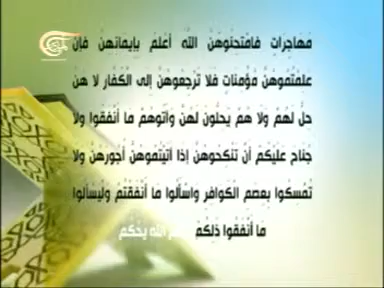 مهاجرات فامتحنوهن الله أعلم بإيمانهن فإن
علمتموهن مؤمنات فلا ترجعوهن إلى الكفار لا هن
حل لهم ولا هم يحلون لهن وآتوهم ما أنفقوا ولا
جناح عليكم أن تنكحوهن إذا آتيتموهن أجورهن ولا
تمسكوا بعصم الكوافر واسألوا ما أنفقتم وليسألوا
ما أنفقوا ذلكم الله يحكم